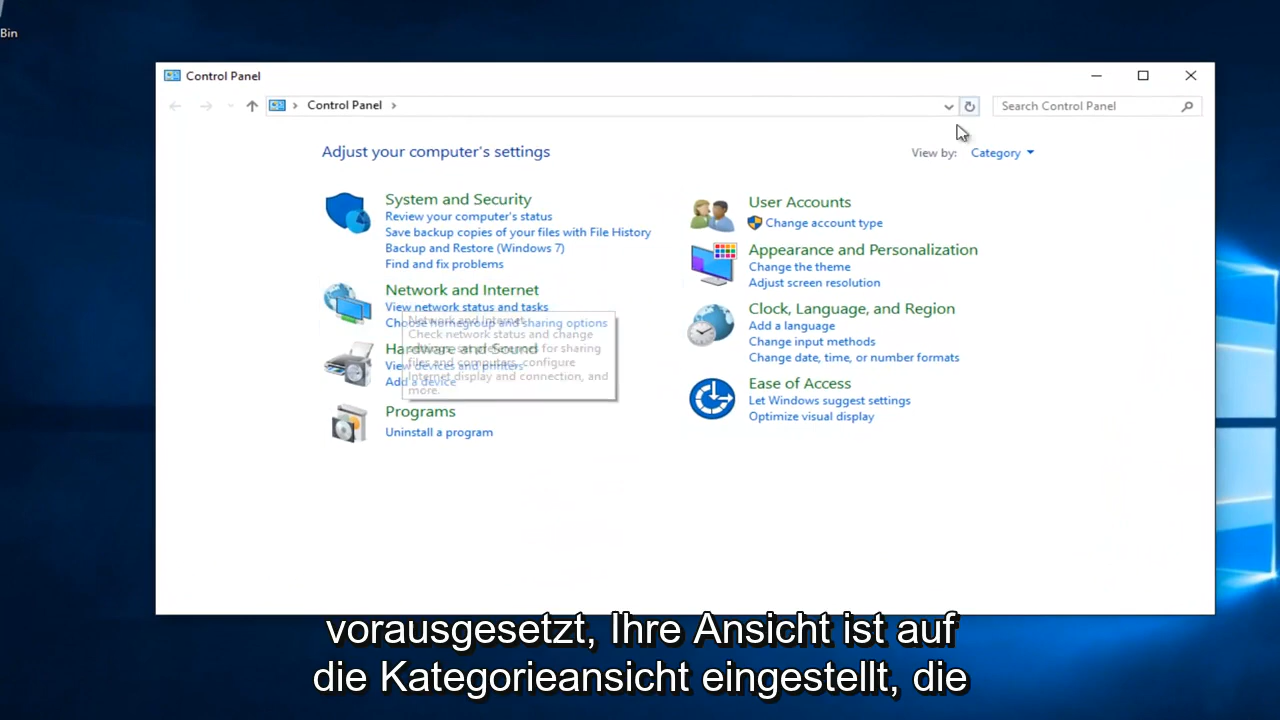 Bin
Control Panel
Control Panel
Search Control Panel
Adjust your computer's settings
View by: Category
System and Security
Review your computer's status
Save backup copies of your files with File History
Backup and Restore (Windows 7)
Find and fix problems
Network and Internet
View network status and tasks
Choose homegroup and sharing options
Network and Internet
Check network status and change
settings, set preferences for sharing
files and computers, configure
Internet display and connection, and
more.
Hardware and Sound
View devices and printers
Add a device
Programs
Uninstall a program
User Accounts
Change account type
Appearance and Personalization
Change the theme
Adjust screen resolution
Clock, Language, and Region
Add a language
Change input methods
Change date, time, or number formats
Ease of Access
Let Windows suggest settings
Optimize visual display
vorausgesetzt, Ihre Ansicht ist auf
die Kategorieansicht eingestellt, die